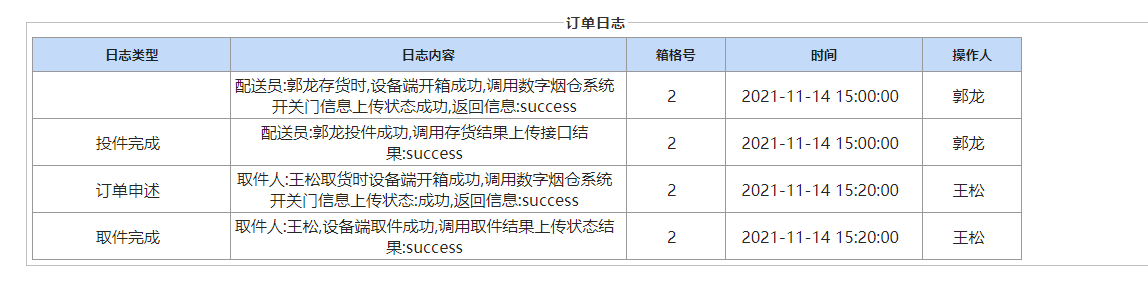 订单日志
日志类型 日志内容 箱格号 时间 操作人
配送员:郭龙存货时,设备端开箱成功,调用数字烟仓系统
开关门信息上传状态成功,返回信息:success
2 2021-11-14 15:00:00 郭龙
投件完成
配送员:郭龙投件成功,调用存货结果上传接口结
果:success
2 2021-11-14 15:00:00 郭龙
订单申述
取件人:王松取货时设备端开箱成功,调用数字烟仓系统
开关门信息上传状态:成功,返回信息:success
2 2021-11-14 15:20:00 王松
取件完成
取件人:王松,设备端取件成功,调用取件结果上传状态结
果:success
2 2021-11-14 15:20:00 王松